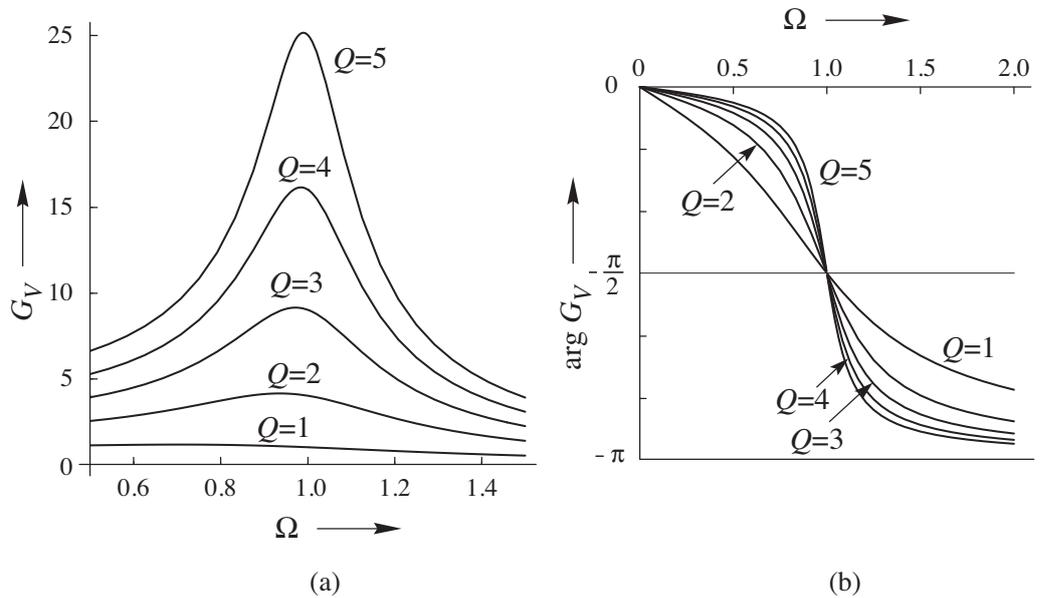 25
20
15
10
5
0
G_V
Q=5
Q=4
Q=3
Q=2
Q=1
0.6 0.8 1.0 1.2 1.4
Ω
(a)
Ω
0 0.5 1.0 1.5 2.0
0
-π/2
-π
arg G_V
Q=5
Q=2
Q=1
Q=4
Q=3
(b)